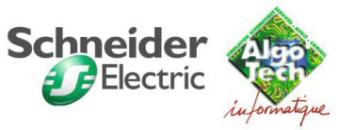 Schneider
Electric
Algo
Tech
informatique